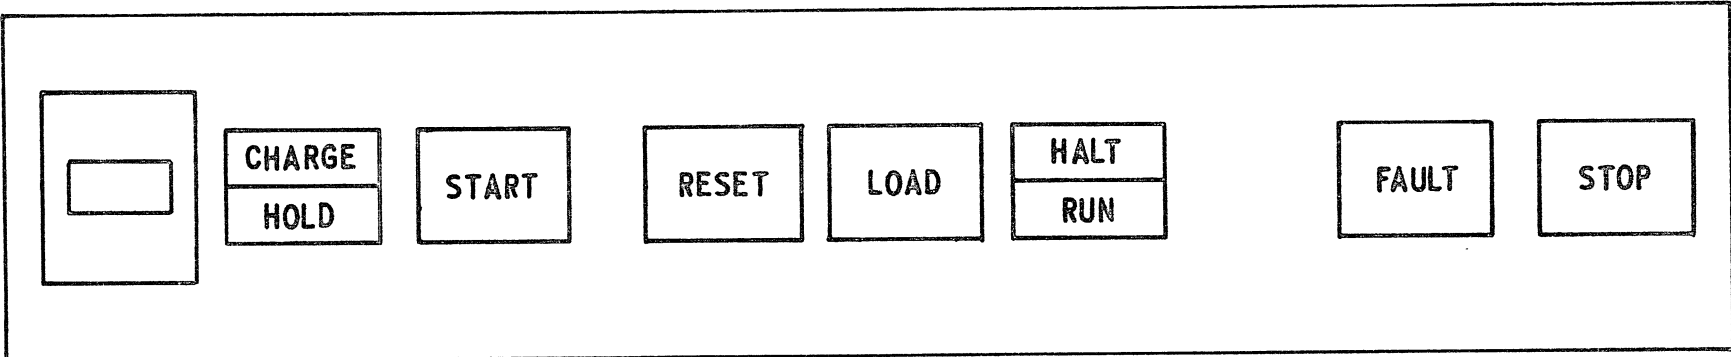 CHARGE
HOLD
START
RESET
LOAD
HALT
RUN
FAULT
STOP